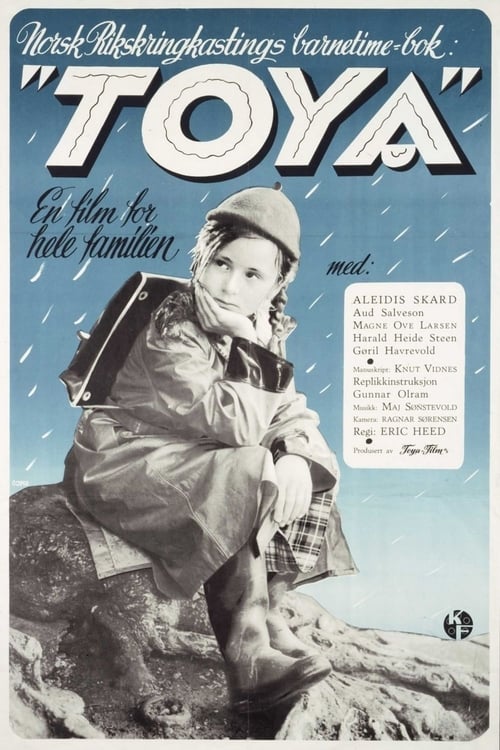 Norsk Rikskringkastings barnetime=bok:
"TOYA"
En film for
hele familien
med:
ALEIDIS SKARD
Aud Salveson
MAGNE OVE LARSEN
Harald Heide Steen
GØRIL HAVREVOLD
Manuskript: KNUT VIDNES
Replikkinstruksjon
Gunnar Olram
Musikk: MAJ SØNSTEVOLD
Kamera: RAGNAR SØRENSEN
Regi: ERIC HEED
Produsert av Toya-Film
K F